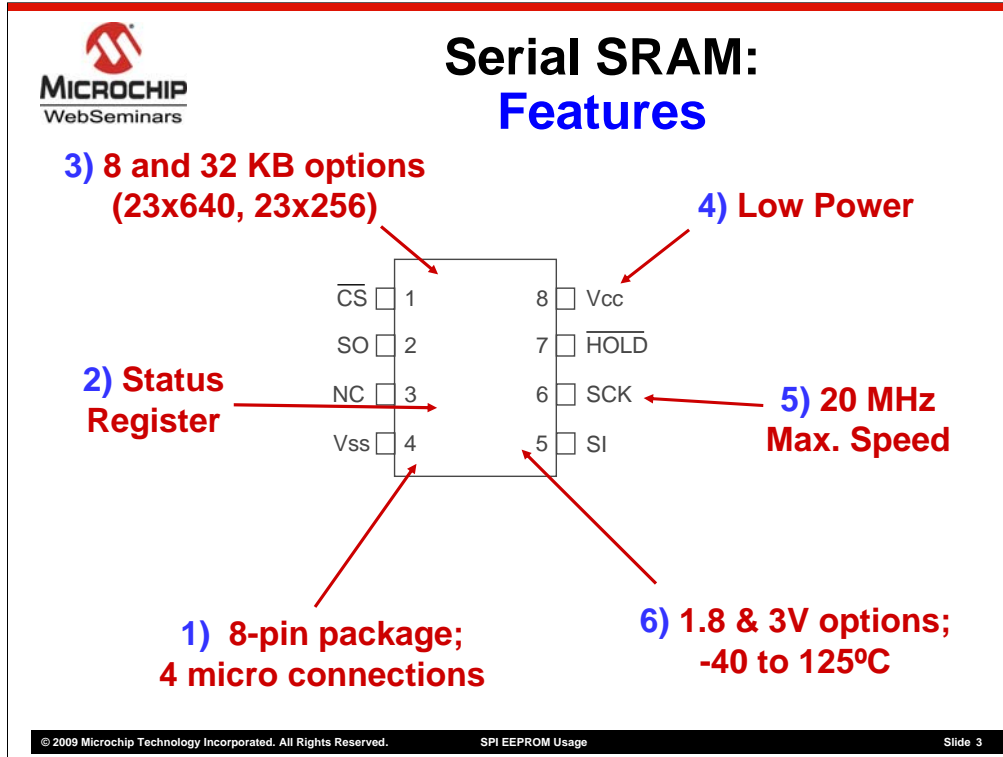 MICROCHIP
WebSeminars
Serial SRAM:
Features
3) 8 and 32 KB options
(23x640, 23x256)
4) Low Power
CS 1
8 Vcc
SO 2
7 HOLD
2) Status
Register
NC 3
6 SCK
5) 20 MHz
Max. Speed
Vss 4
5 SI
1) 8-pin package;
4 micro connections
6) 1.8 & 3V options;
-40 to 125ºC
© 2009 Microchip Technology Incorporated. All Rights Reserved. SPI EEPROM Usage Slide 3